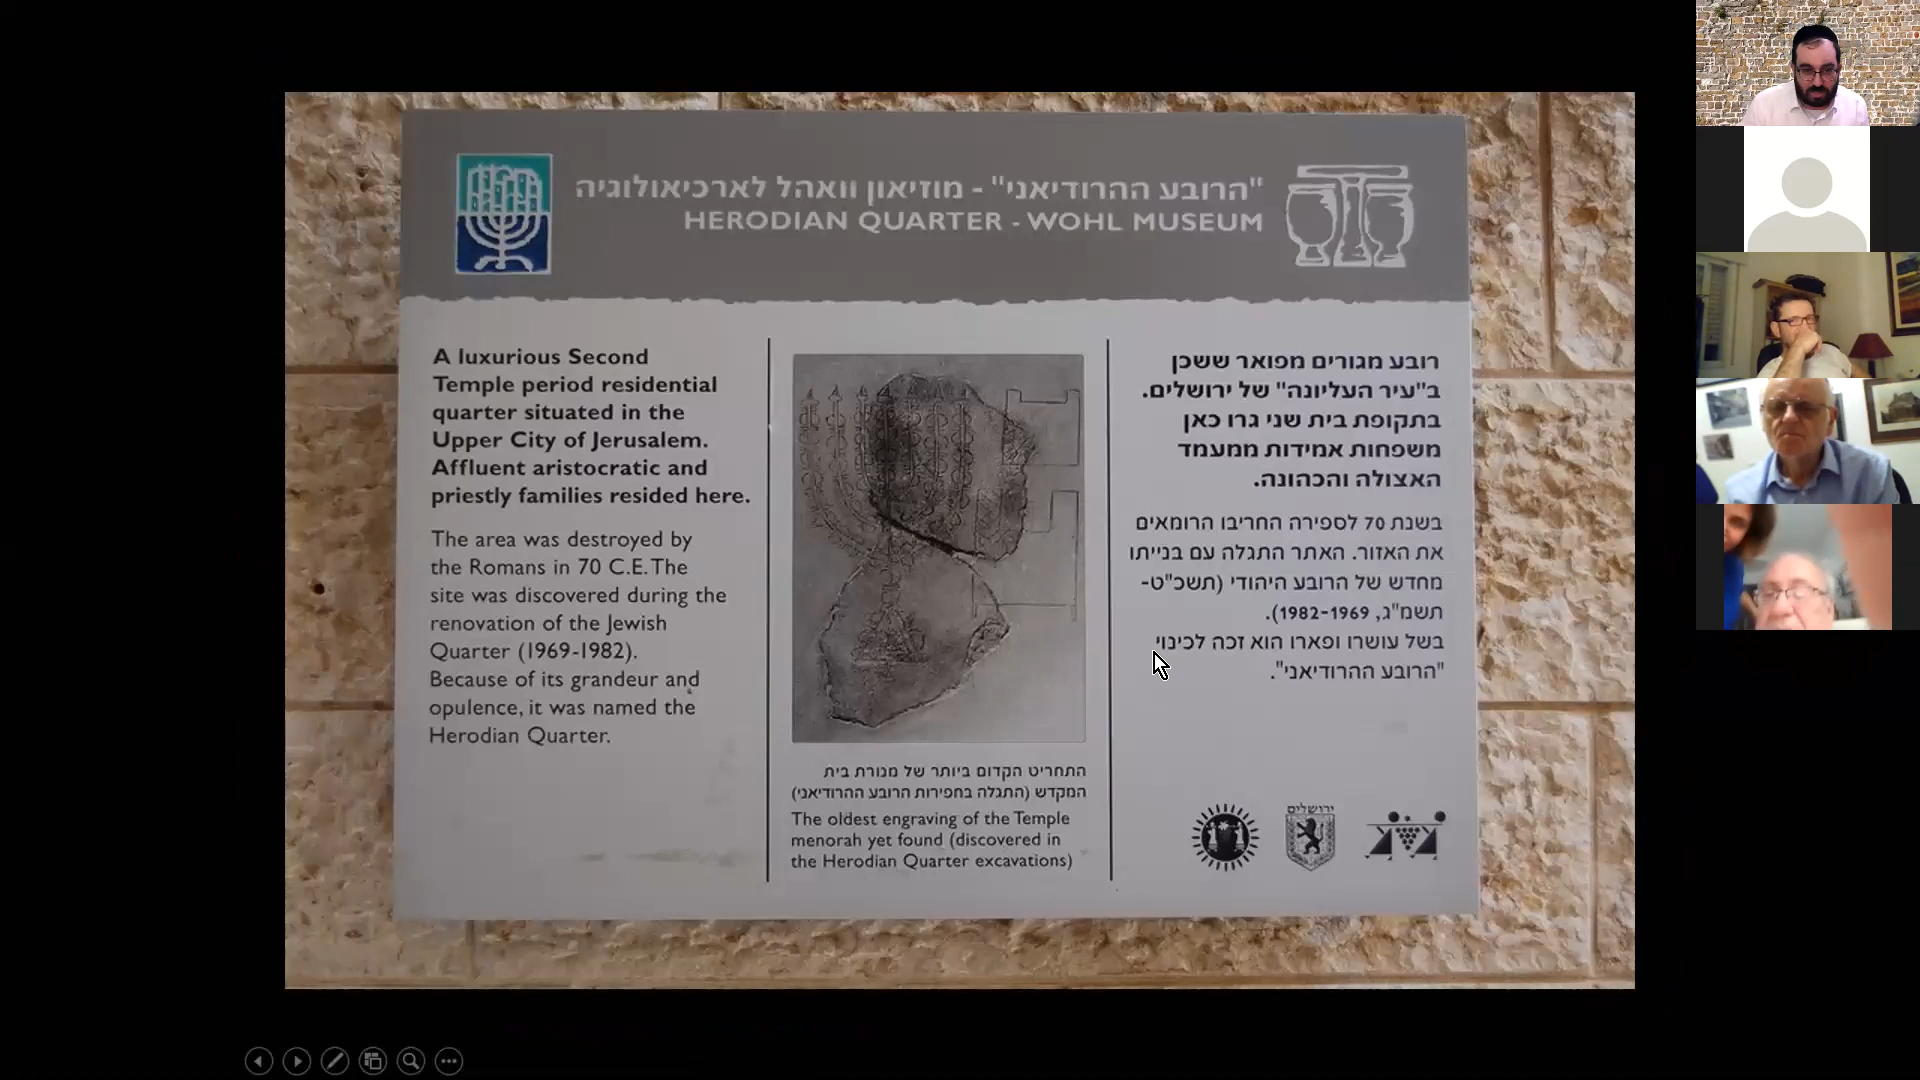 "הרובע ההרודיאני" - מוזיאון וואהל לארכיאולוגיה
HERODIAN QUARTER - WOHL MUSEUM
A luxurious Second
Temple period residential
quarter situated in the
Upper City of Jerusalem.
Affluent aristocratic and
priestly families resided here.
The area was destroyed by
the Romans in 70 C.E. The
site was discovered during the
renovation of the Jewish
Quarter (1969-1982).
Because of its grandeur and
opulence, it was named the
Herodian Quarter.
התחריט הקדום ביותר של מנורת בית
המקדש (התגלה בחפירות הרובע ההרודיאני)
The oldest engraving of the Temple
menorah yet found (discovered in
the Herodian Quarter excavations)
רובע מגורים מפואר ששכן
ב"עיר העליונה" של ירושלים.
בתקופת בית שני גרו כאן
משפחות אמידות ממעמד
האצולה והכהונה.
בשנת 70 לספירה החריבו הרומאים
את האזור. האתר התגלה עם בנייתו
מחדש של הרובע היהודי (תשכ"ט-
תשמ"ג, 1982-1969).
בשל עושרו ופארו הוא זכה לכינוי
"הרובע ההרודיאני".
ירושלים